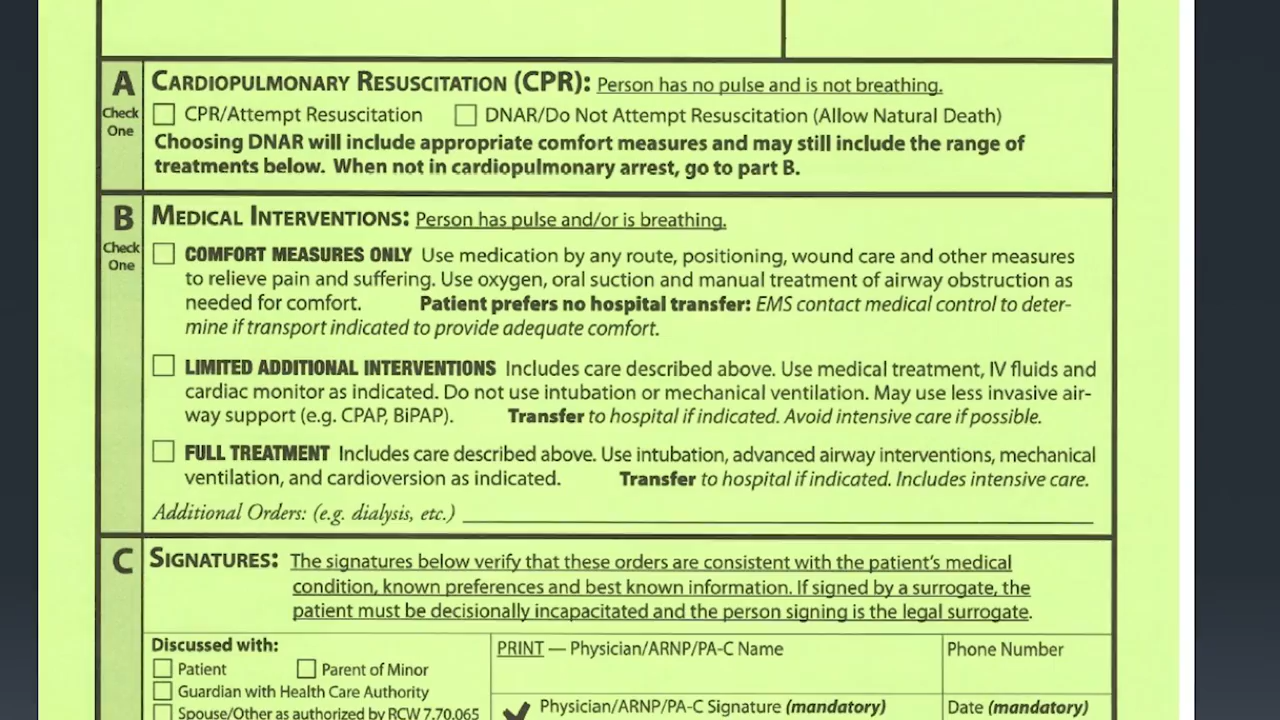 A
Check
One
CARDIOPULMONARY RESUSCITATION (CPR): Person has no pulse and is not breathing.
CPR/Attempt Resuscitation DNAR/Do Not Attempt Resuscitation (Allow Natural Death)
Choosing DNAR will include appropriate comfort measures and may still include the range of
treatments below. When not in cardiopulmonary arrest, go to part B.
B
Check
One
MEDICAL INTERVENTIONS: Person has pulse and/or is breathing.
COMFORT MEASURES ONLY Use medication by any route, positioning, wound care and other measures
to relieve pain and suffering. Use oxygen, oral suction and manual treatment of airway obstruction as
needed for comfort. Patient prefers no hospital transfer: EMS contact medical control to deter-
mine if transport indicated to provide adequate comfort.
LIMITED ADDITIONAL INTERVENTIONS Includes care described above. Use medical treatment, IV fluids and
cardiac monitor as indicated. Do not use intubation or mechanical ventilation. May use less invasive air-
way support (e.g. CPAP, BiPAP). Transfer to hospital if indicated. Avoid intensive care if possible.
FULL TREATMENT Includes care described above. Use intubation, advanced airway interventions, mechanical
ventilation, and cardioversion as indicated. Transfer to hospital if indicated. Includes intensive care.
Additional Orders: (e.g. dialysis, etc.)
C
SIGNATURES: The signatures below verify that these orders are consistent with the patient's medical
condition, known preferences and best known information. If signed by a surrogate, the
patient must be decisionally incapacitated and the person signing is the legal surrogate.
Discussed with:
Patient Parent of Minor
Guardian with Health Care Authority
Spouse/Other as authorized by RCW 7.70.065
PRINT — Physician/ARNP/PA-C Name
Phone Number
Physician/ARNP/PA-C Signature (mandatory)
Date (mandatory)